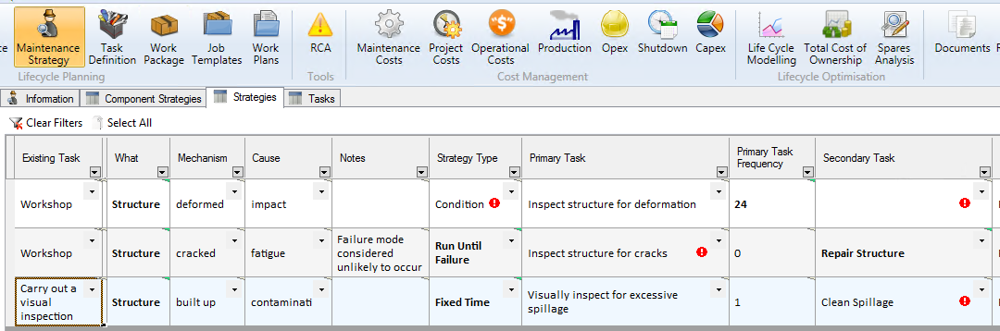 Maintenance Strategy
Task Definition
Work Package
Job Templates
Work Plans
RCA
Maintenance Costs
Project Costs
"$"
Operational Costs
Production
Opex
Shutdown
Capex
Life Cycle Modelling
Total Cost of Ownership
Spares Analysis
Documents
Lifecycle Planning
Tools
Cost Management
Lifecycle Optimisation
Information
Component Strategies
Strategies
Tasks
Clear Filters
Select All
Existing Task
What
Mechanism
Cause
Notes
Strategy Type
Primary Task
Primary Task Frequency
Secondary Task
Workshop
Structure
deformed
impact
Condition
Inspect structure for deformation
24
Workshop
Structure
cracked
fatigue
Failure mode
considered
unlikely to occur
Run Until
Failure
Inspect structure for cracks
0
Repair Structure
Carry out a
visual
inspection
Structure
built up
contaminati
Fixed Time
Visually inspect for excessive
spillage
1
Clean Spillage